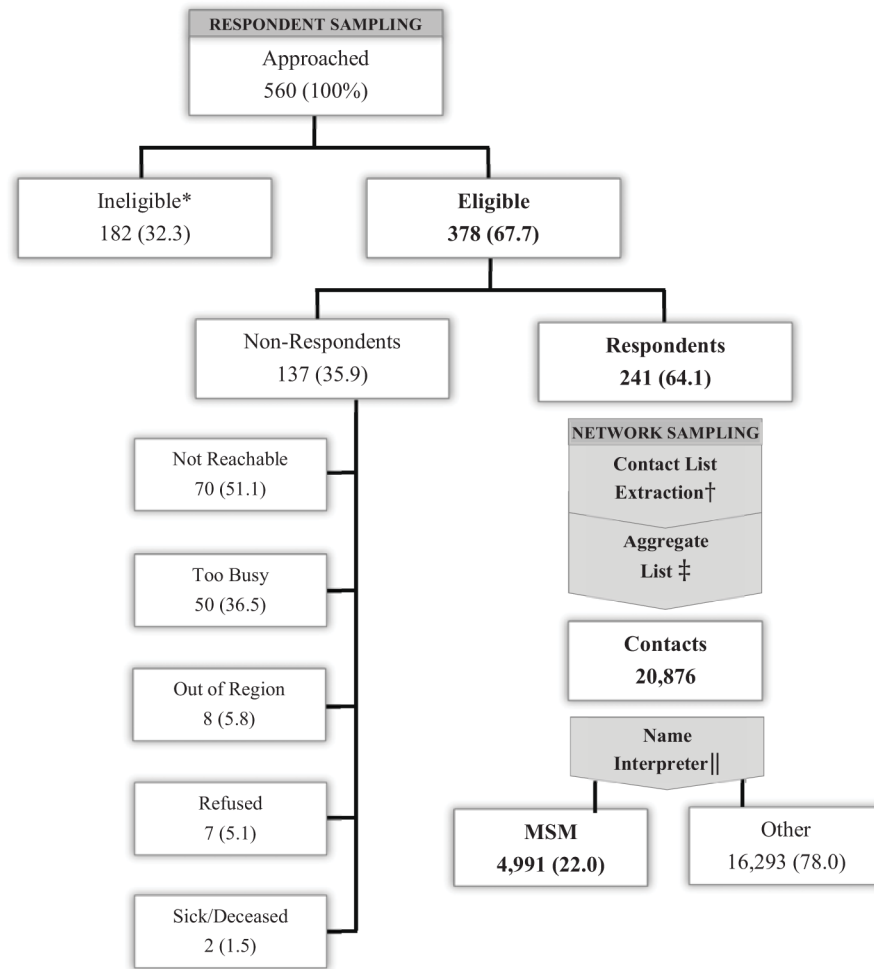 RESPONDENT SAMPLING
Approached
560 (100%)
Ineligible*
182 (32.3)
Eligible
378 (67.7)
Non-Respondents
137 (35.9)
Respondents
241 (64.1)
Not Reachable
70 (51.1)
Too Busy
50 (36.5)
Out of Region
8 (5.8)
Refused
7 (5.1)
Sick/Deceased
2 (1.5)
NETWORK SAMPLING
Contact List
Extraction†
Aggregate
List ‡
Contacts
20,876
Name
Interpreter||
MSM
4,991 (22.0)
Other
16,293 (78.0)